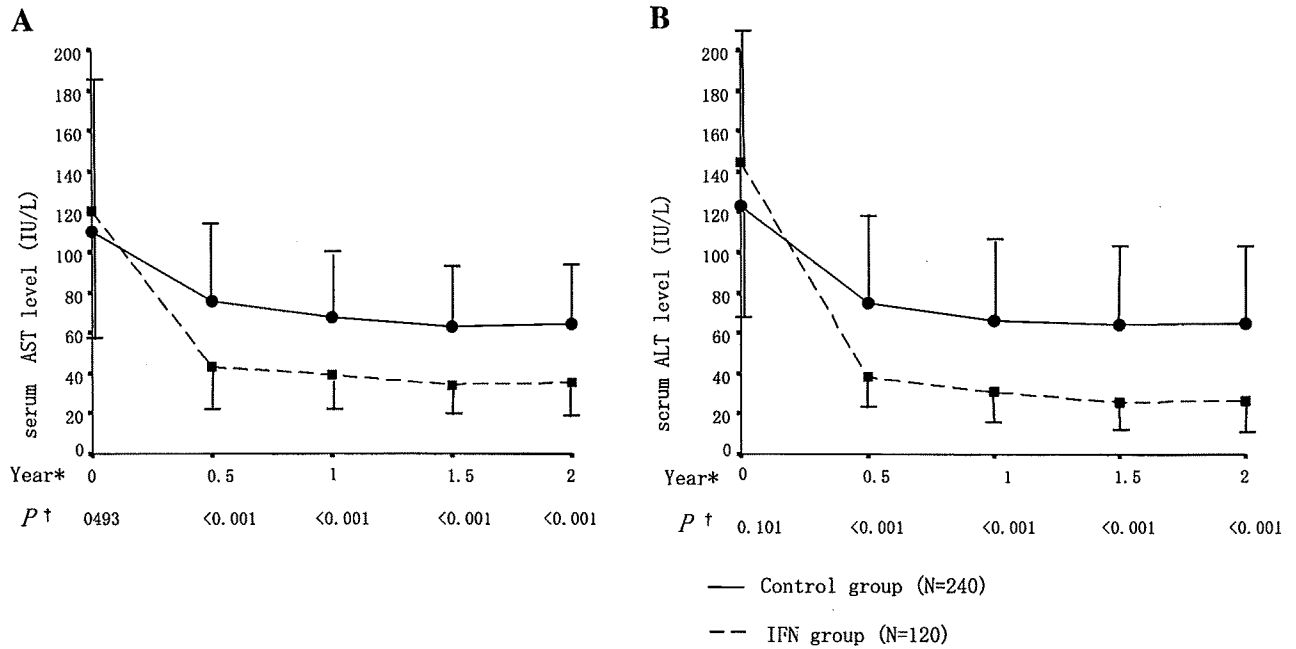 A
200
180
160
140
120
100
80
60
40
20
0
serum AST level (IU/L)
Year* 0 0.5 1 1.5 2
P † 0493 <0.001 <0.001 <0.001 <0.001
B
200
180
160
140
120
100
80
60
40
20
0
scrum ALT level (IU/L)
Year* 0 0.5 1 1.5 2
P † 0.101 <0.001 <0.001 <0.001 <0.001
Control group (N=240)
IFN group (N=120)